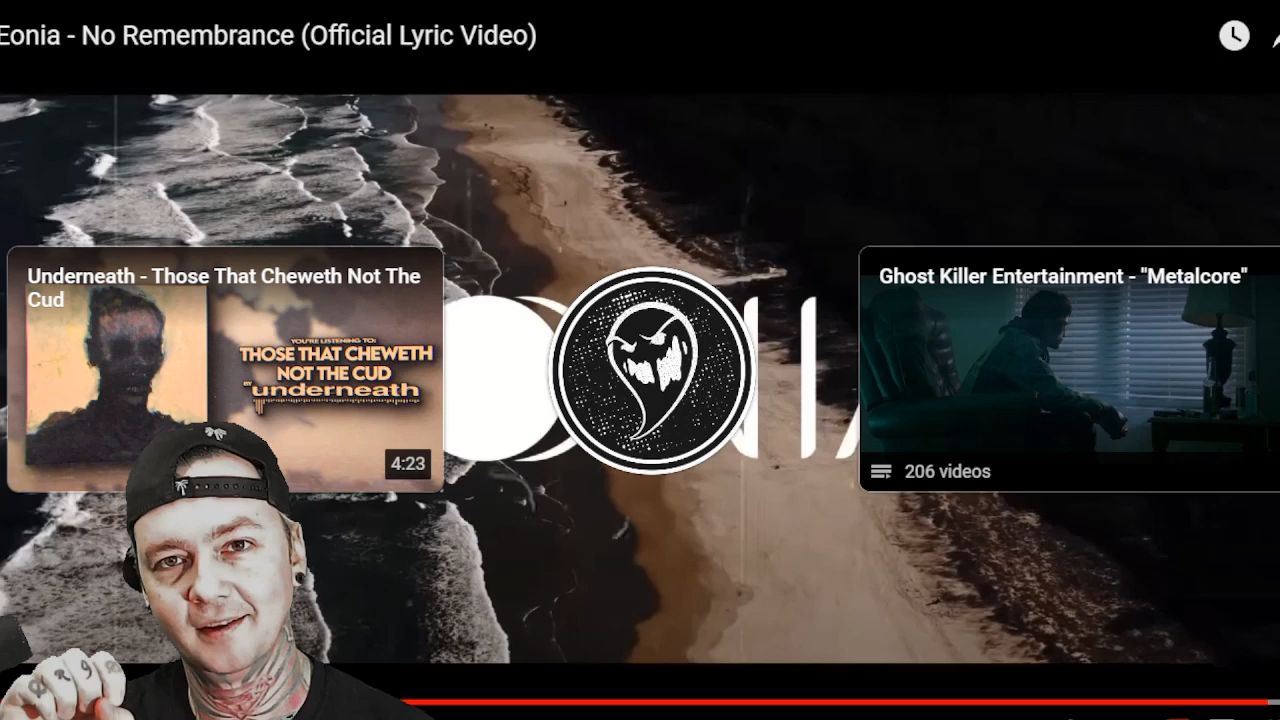 Eonia - No Remembrance (Official Lyric Video)
Underneath - Those That Cheweth Not The
Cud
YOU'RE LISTENING TO:
THOSE THAT CHEWETH
NOT THE CUD
BY underneath
4:23
Ghost Killer Entertainment - "Metalcore"
206 videos